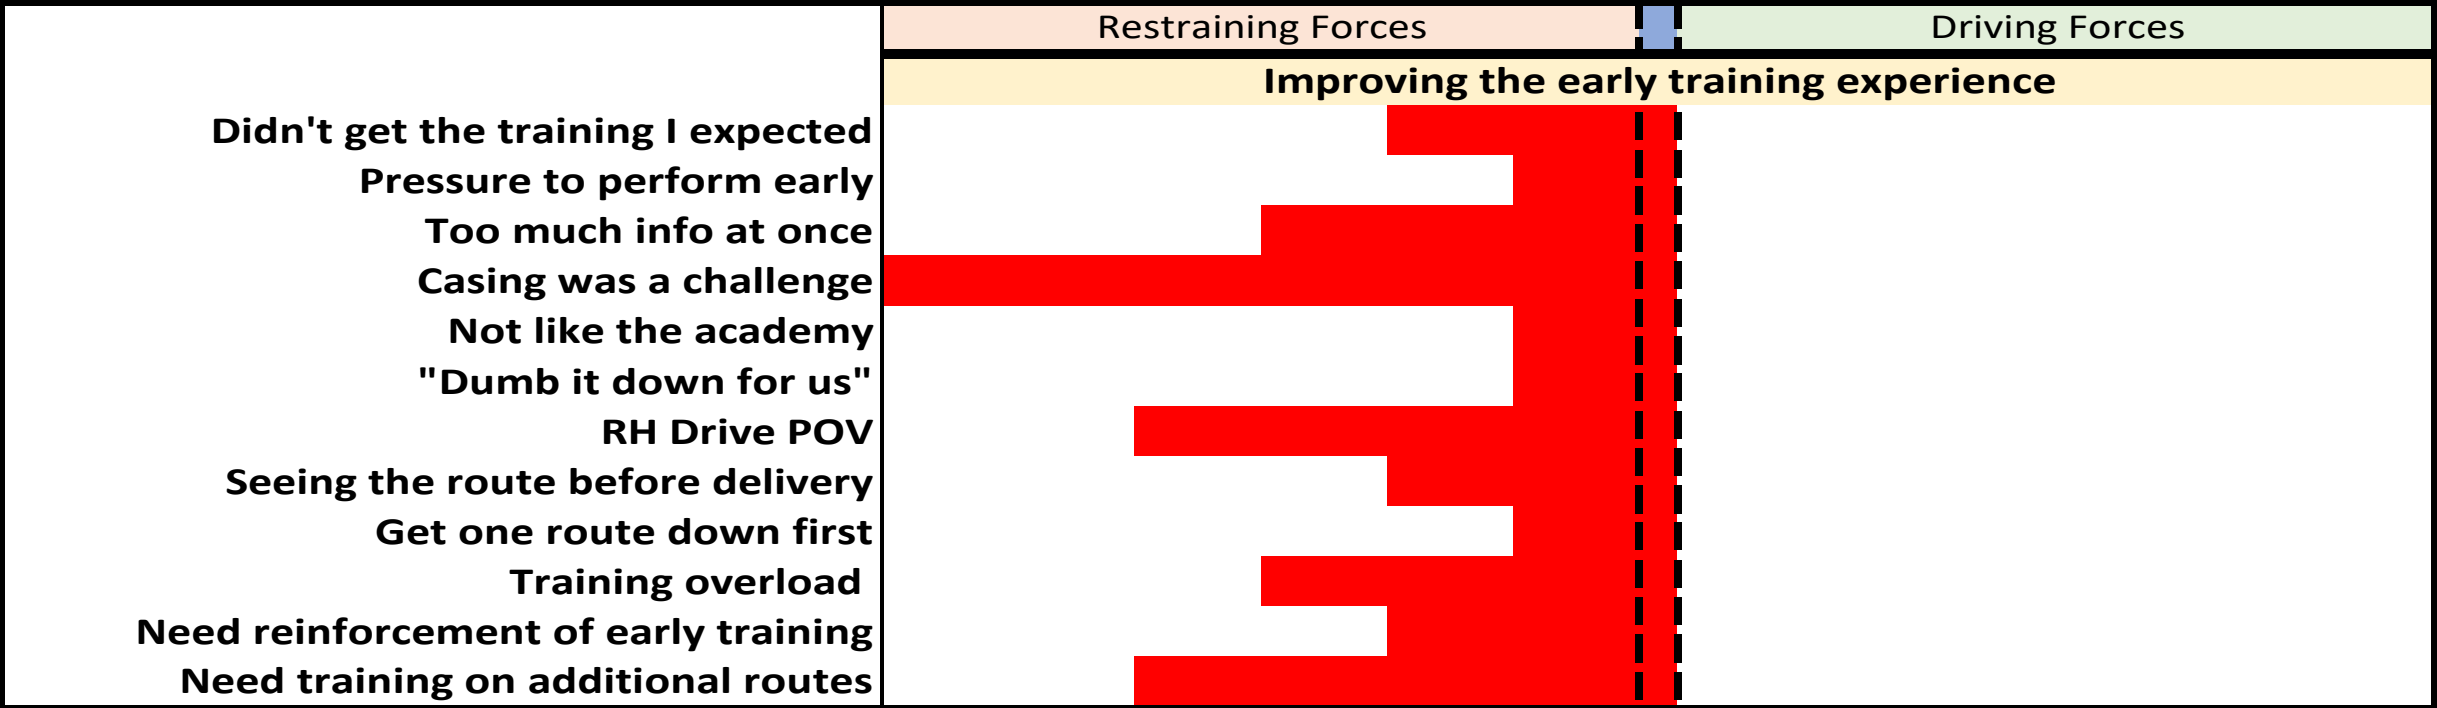 Restraining Forces
Driving Forces
Improving the early training experience
Didn't get the training I expected
Pressure to perform early
Too much info at once
Casing was a challenge
Not like the academy
"Dumb it down for us"
RH Drive POV
Seeing the route before delivery
Get one route down first
Training overload
Need reinforcement of early training
Need training on additional routes